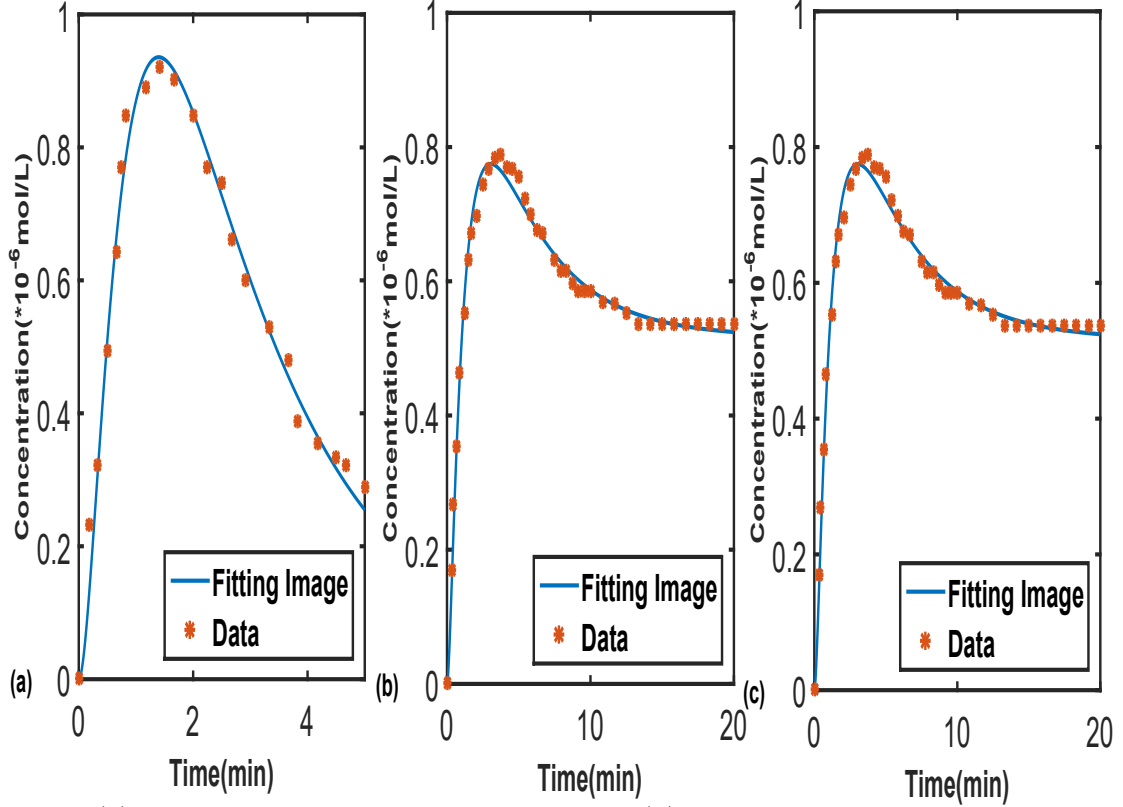 Concentration(*10⁻⁶mol/L)
1
0.8
0.6
0.4
0.2
0
0
2
4
Time(min)
Fitting Image
Data
(a)
Concentration(*10⁻⁶mol/L)
1
0.8
0.6
0.4
0.2
0
0
10
20
Time(min)
Fitting Image
Data
(b)
Concentration(*10⁻⁶mol/L)
1
0.8
0.6
0.4
0.2
0
0
10
20
Time(min)
Fitting Image
Data
(c)